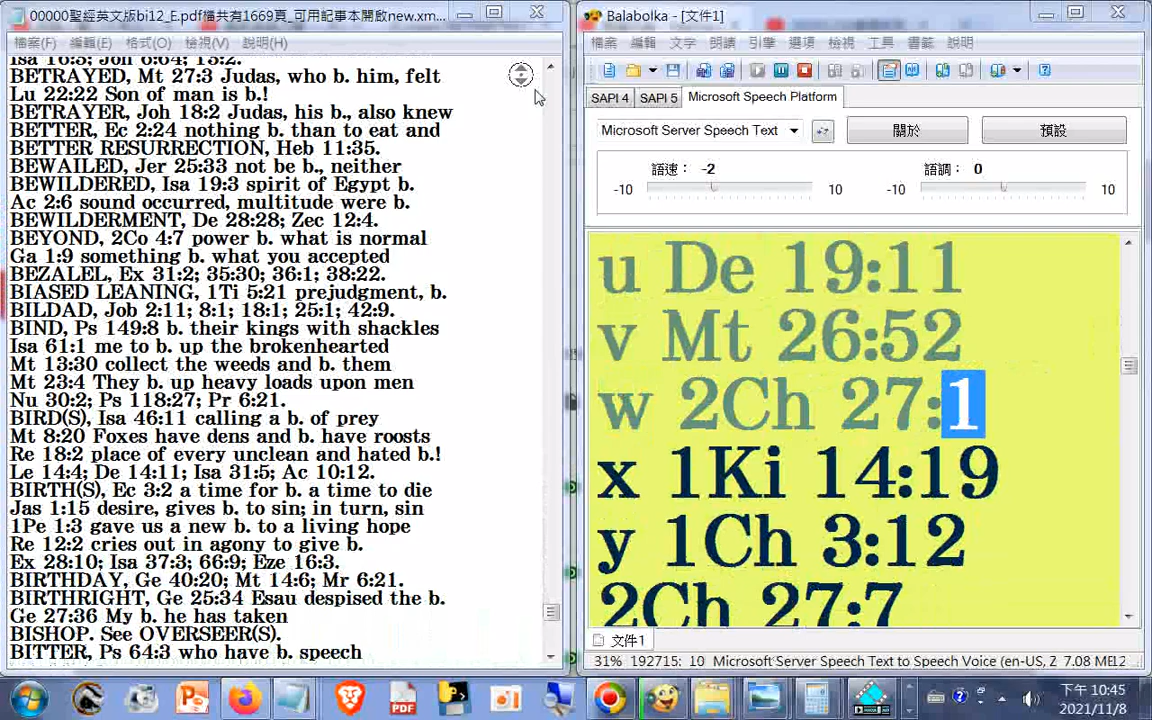 00000聖經英文版bi12_E.pdf檔共有1669頁_可用記事本開啟new.xm...
檔案(F) 編輯(E) 格式(O) 檢視(V) 說明(H)
Isa 16:5; Joh 6:64; 13:2.
BETRAYED, Mt 27:3 Judas, who b. him, felt
Lu 22:22 Son of man is b.!
BETRAYER, Joh 18:2 Judas, his b., also knew
BETTER, Ec 2:24 nothing b. than to eat and
BETTER RESURRECTION, Heb 11:35.
BEWAILED, Jer 25:33 not be b., neither
BEWILDERED, Isa 19:3 spirit of Egypt b.
Ac 2:6 sound occurred, multitude were b.
BEWILDERMENT, De 28:28; Zec 12:4.
BEYOND, 2Co 4:7 power b. what is normal
Ga 1:9 something b. what you accepted
BEZALEL, Ex 31:2; 35:30; 36:1; 38:22.
BIASED LEANING, 1Ti 5:21 prejudgment, b.
BILDAD, Job 2:11; 8:1; 18:1; 25:1; 42:9.
BIND, Ps 149:8 b. their kings with shackles
Isa 61:1 me to b. up the brokenhearted
Mt 13:30 collect the weeds and b. them
Mt 23:4 They b. up heavy loads upon men
Nu 30:2; Ps 118:27; Pr 6:21.
BIRD(S), Isa 46:11 calling a b. of prey
Mt 8:20 Foxes have dens and b. have roosts
Re 18:2 place of every unclean and hated b.!
Le 14:4; De 14:11; Isa 31:5; Ac 10:12.
BIRTH(S), Ec 3:2 a time for b. a time to die
Jas 1:15 desire, gives b. to sin; in turn, sin
1Pe 1:3 gave us a new b. to a living hope
Re 12:2 cries out in agony to give b.
Ex 28:10; Isa 37:3; 66:9; Eze 16:3.
BIRTHDAY, Ge 40:20; Mt 14:6; Mr 6:21.
BIRTHRIGHT, Ge 25:34 Esau despised the b.
Ge 27:36 My b. he has taken
BISHOP. See OVERSEER(S).
BITTER, Ps 64:3 who have b. speech
Balabolka - [文件1]
檔案 編輯 文字 朗讀 引擎 選項 檢視 工具 書籤 說明
SAPI 4 SAPI 5 Microsoft Speech Platform
Microsoft Server Speech Text 關於 預設
語速: -2 語調: 0
-10 10 -10 10
u De 19:11
v Mt 26:52
w 2Ch 27:1
x 1Ki 14:19
y 1Ch 3:12
2Ch 27:7
文件1
31% 192715: 10 Microsoft Server Speech Text to Speech Voice (en-US, Z 7.08 ME12
PDF
下午 10:45
2021/11/8